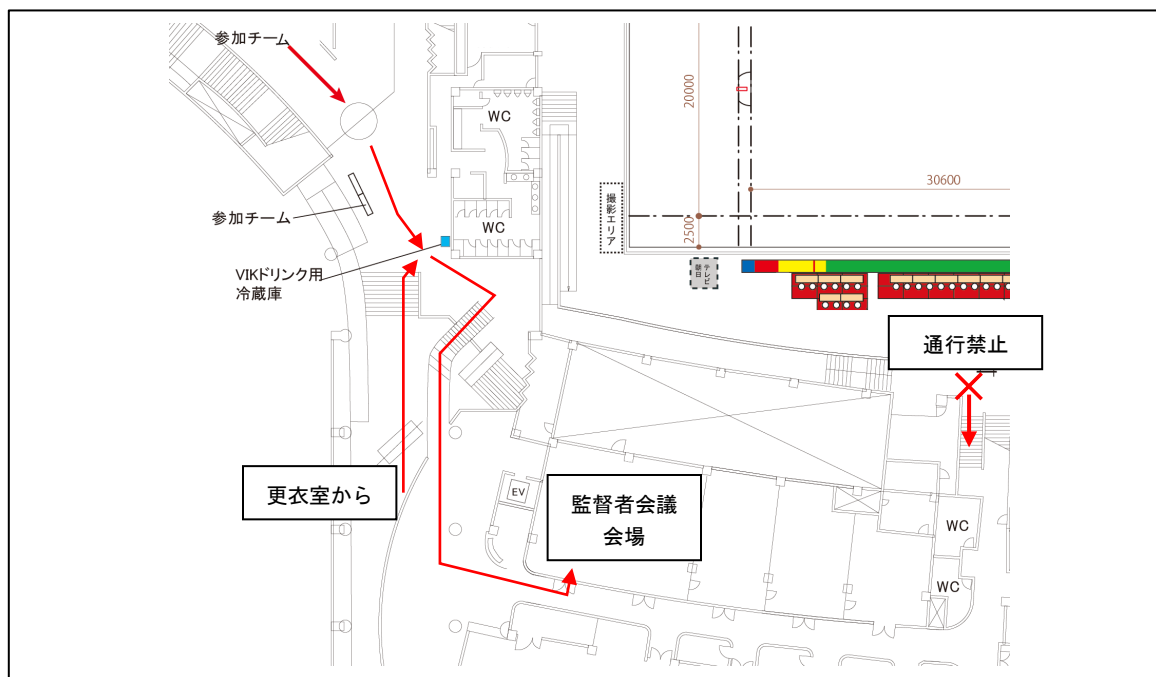 参加チーム
WC
20000
30600
撮影エリア
参加チーム
WC
2500
VIKドリンク用
冷蔵庫
テレビ
朝日
通行禁止
更衣室から
EV
監督者会議
会場
WC
WC